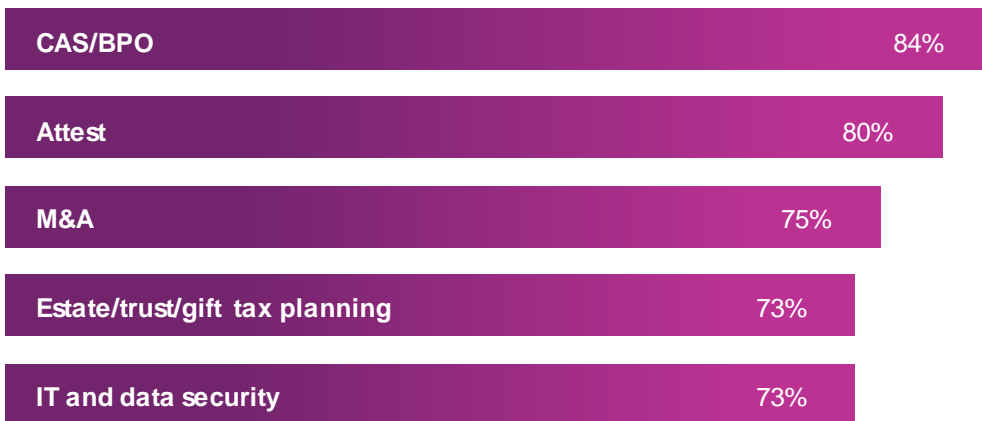 CAS/BPO 84%
Attest 80%
M&A 75%
Estate/trust/gift tax planning 73%
IT and data security 73%